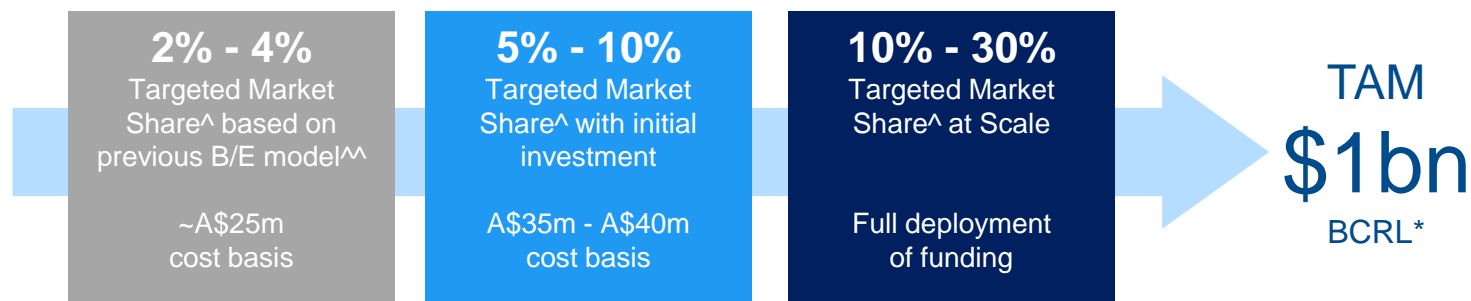 2% - 4%
Targeted Market
Share^ based on
previous B/E model^^
~A$25m
cost basis
5% - 10%
Targeted Market
Share^ with initial
investment
A$35m - A$40m
cost basis
10% - 30%
Targeted Market
Share^ at Scale
Full deployment
of funding
TAM
$1bn
BCRL*